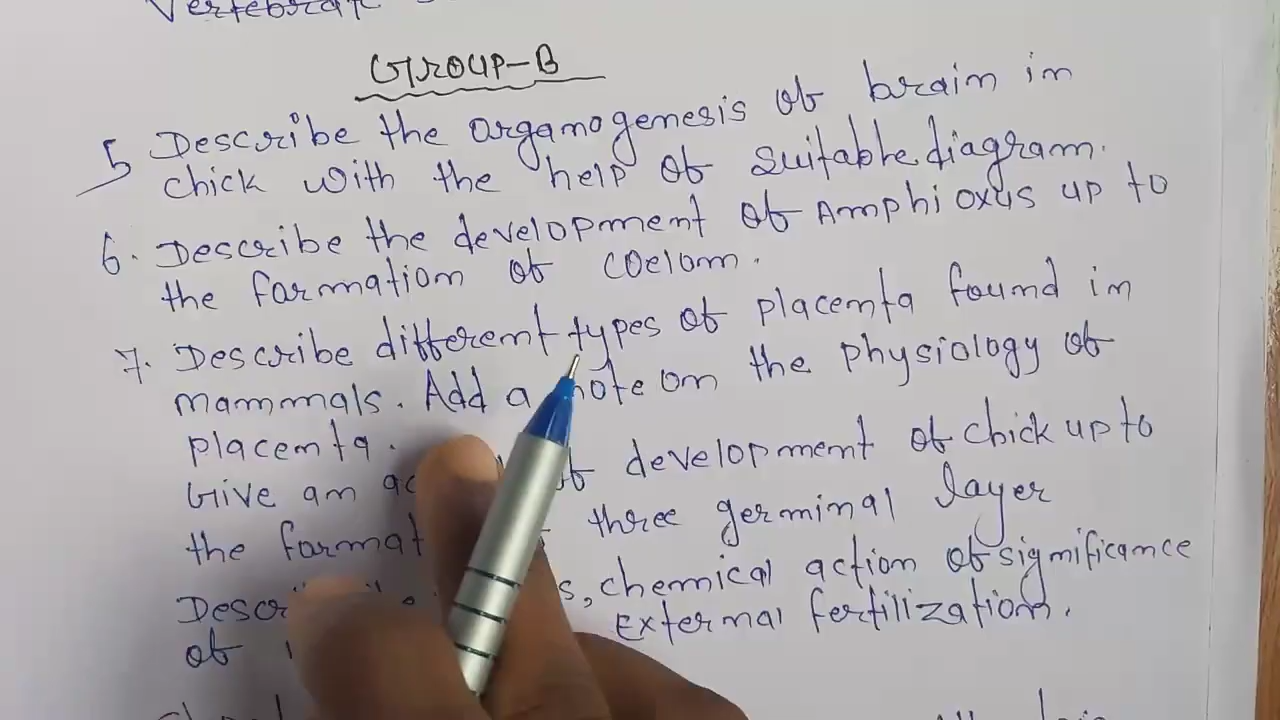 Vertebrat
Group-B
5 Describe the organogenesis of brain in
chick with the help of suitable diagram.
6. Describe the development of Amphioxus up to
the formation of coelom.
7. Describe different types of placenta found in
mammals. Add a note on the physiology of
placenta.
Give an of development of chick up to
the three germinal layer
chemical action of significance
of External fertilization.